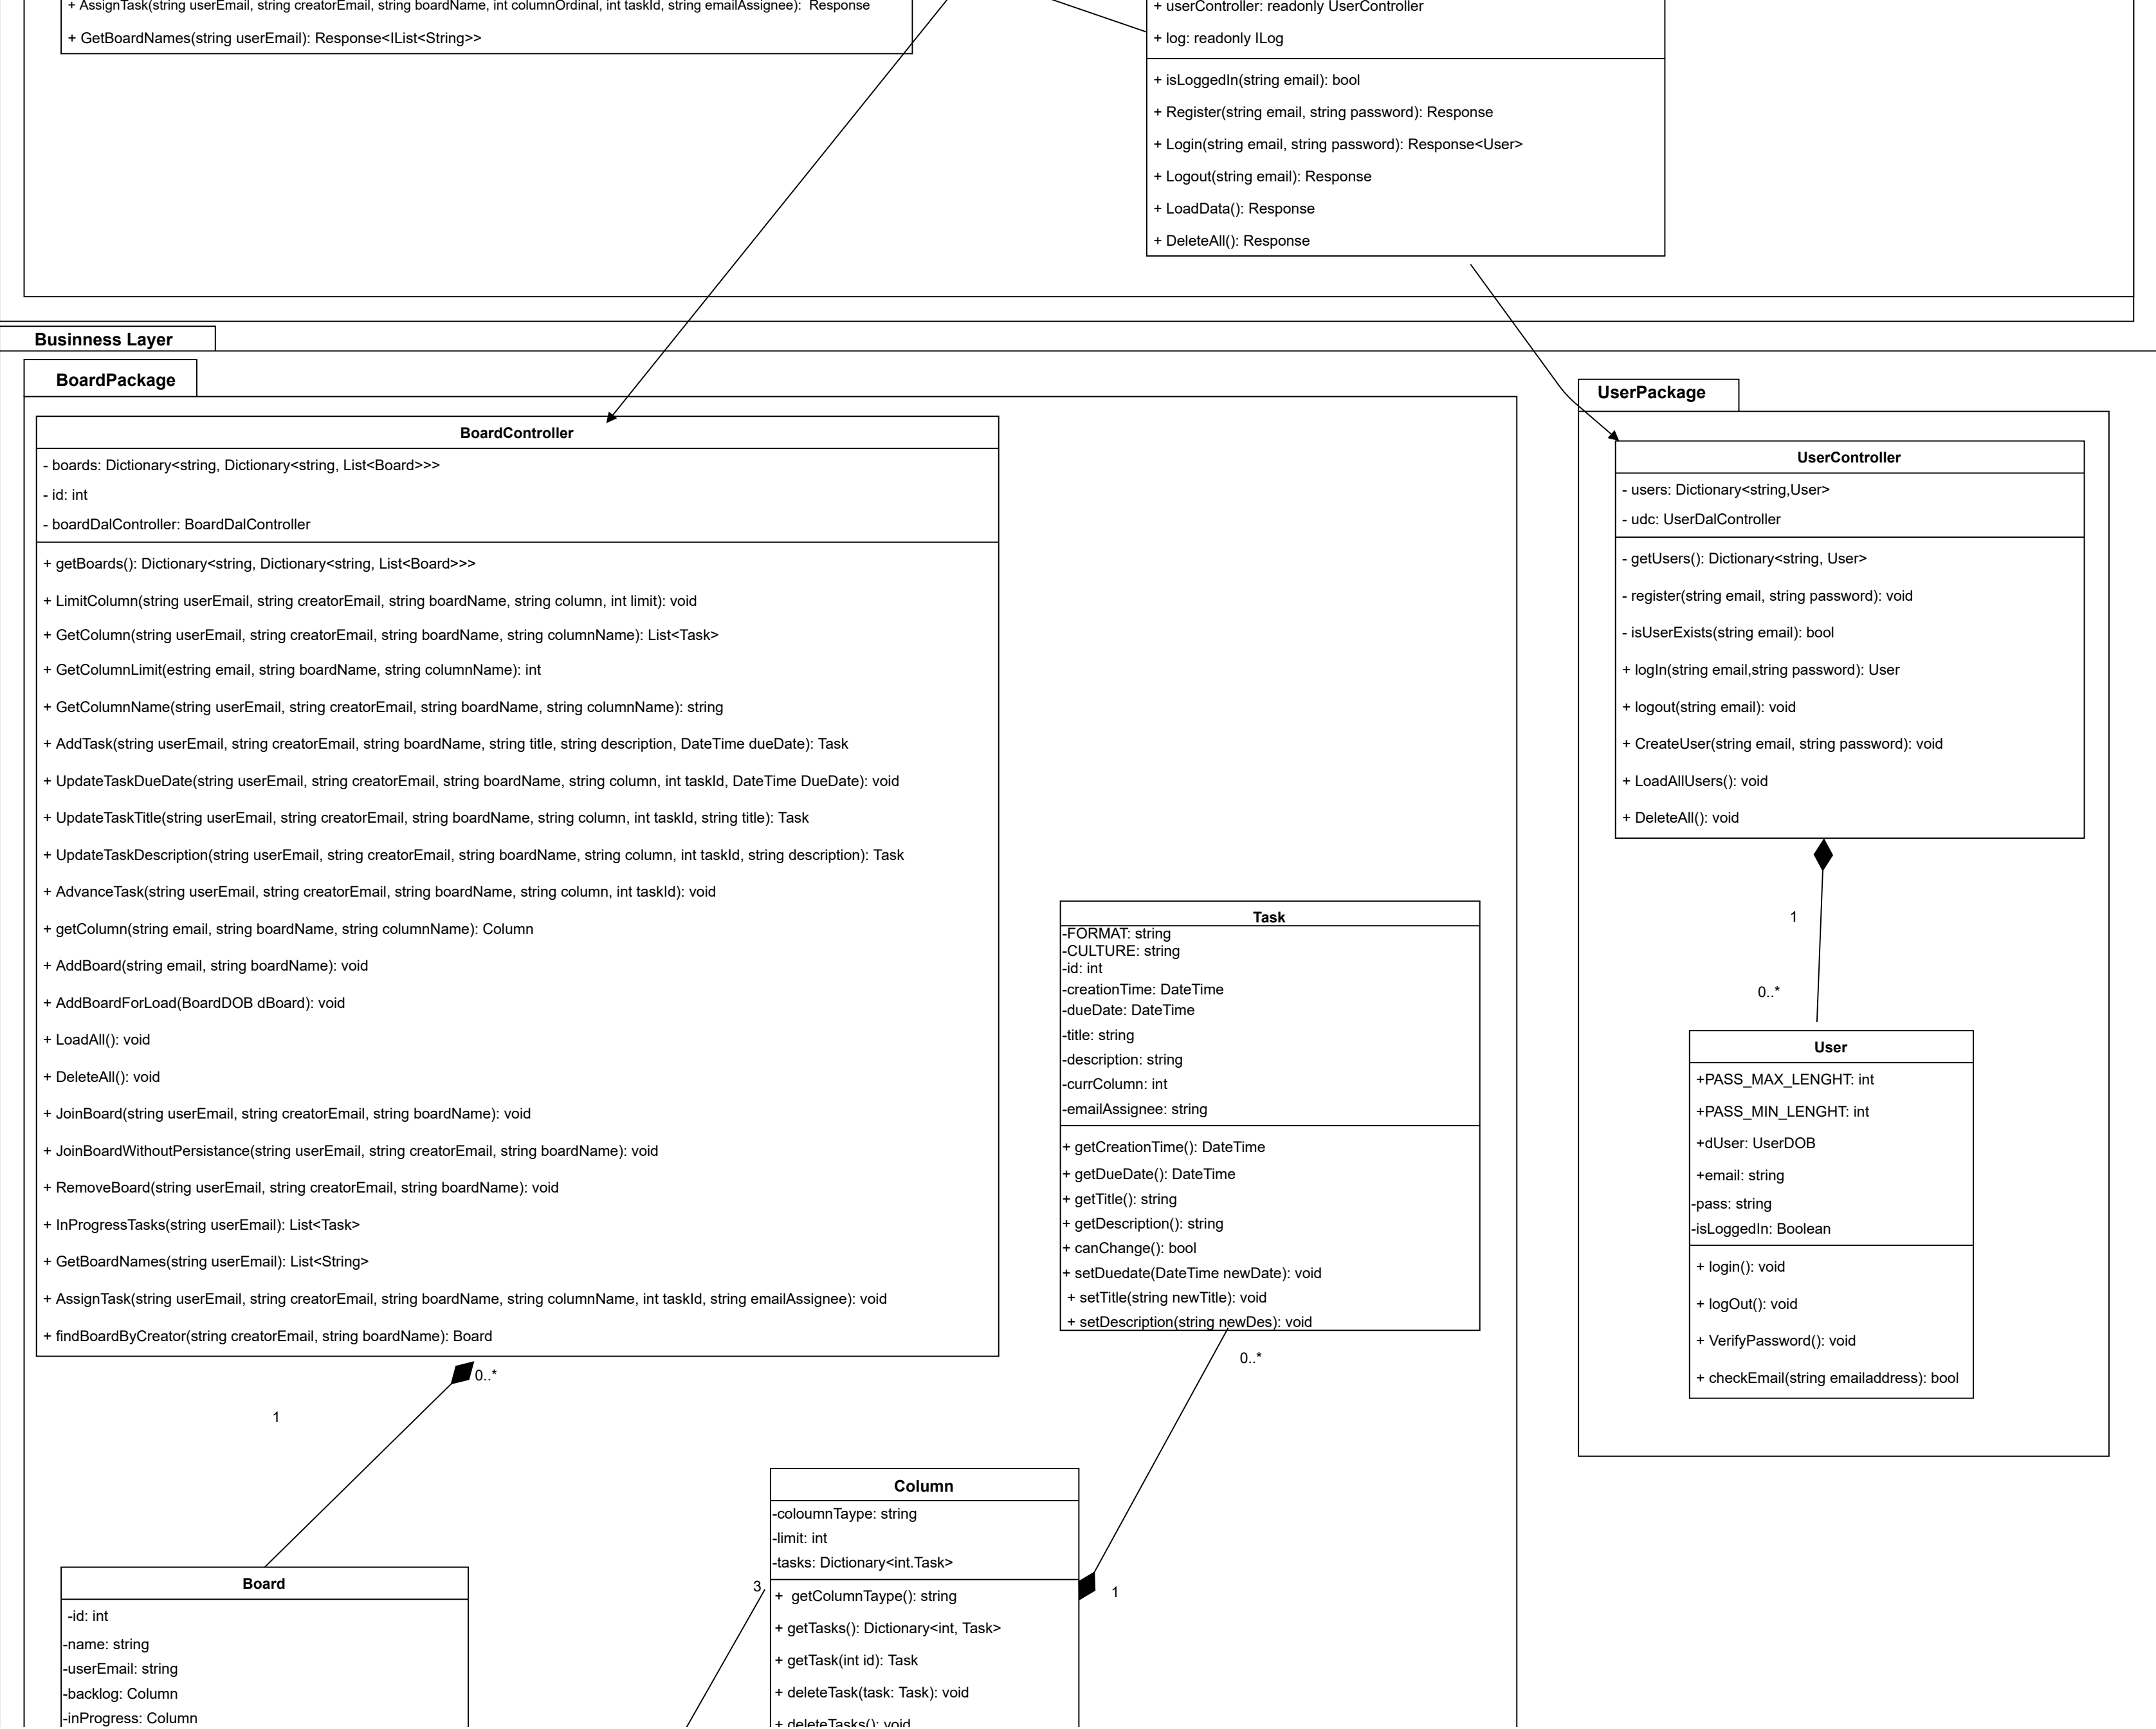 + AssignTask(string userEmail, string creatorEmail, string boardName, int columnOrdinal, int taskId, string emailAssignee):  Response
+ GetBoardNames(string userEmail): Response<IList<String>>
+ userController: readonly UserController
+ log: readonly ILog
+ isLoggedIn(string email): bool
+ Register(string email, string password): Response
+ Login(string email, string password): Response<User>
+ Logout(string email): Response
+ LoadData(): Response
+ DeleteAll(): Response
Businness Layer
BoardPackage
BoardController
- boards: Dictionary<string, Dictionary<string, List<Board>>>
- id: int
- boardDalController: BoardDalController
+ getBoards(): Dictionary<string, Dictionary<string, List<Board>>>
+ LimitColumn(string userEmail, string creatorEmail, string boardName, string column, int limit): void
+ GetColumn(string userEmail, string creatorEmail, string boardName, string columnName): List<Task>
+ GetColumnLimit(estring email, string boardName, string columnName): int
+ GetColumnName(string userEmail, string creatorEmail, string boardName, string columnName): string
+ AddTask(string userEmail, string creatorEmail, string boardName, string title, string description, DateTime dueDate): Task
+ UpdateTaskDueDate(string userEmail, string creatorEmail, string boardName, string column, int taskId, DateTime DueDate): void
+ UpdateTaskTitle(string userEmail, string creatorEmail, string boardName, string column, int taskId, string title): Task
+ UpdateTaskDescription(string userEmail, string creatorEmail, string boardName, string column, int taskId, string description): Task
+ AdvanceTask(string userEmail, string creatorEmail, string boardName, string column, int taskId): void
+ getColumn(string email, string boardName, string columnName): Column
+ AddBoard(string email, string boardName): void
+ AddBoardForLoad(BoardDOB dBoard): void
+ LoadAll(): void
+ DeleteAll(): void
+ JoinBoard(string userEmail, string creatorEmail, string boardName): void
+ JoinBoardWithoutPersistance(string userEmail, string creatorEmail, string boardName): void
+ RemoveBoard(string userEmail, string creatorEmail, string boardName): void
+ InProgressTasks(string userEmail): List<Task>
+ GetBoardNames(string userEmail): List<String>
+ AssignTask(string userEmail, string creatorEmail, string boardName, string columnName, int taskId, string emailAssignee): void
+ findBoardByCreator(string creatorEmail, string boardName): Board
0..*
1
Task
-FORMAT: string
-CULTURE: string
-id: int
-creationTime: DateTime
-dueDate: DateTime
-title: string
-description: string
-currColumn: int
-emailAssignee: string
+ getCreationTime(): DateTime
+ getDueDate(): DateTime
+ getTitle(): string
+ getDescription(): string
+ canChange(): bool
+ setDuedate(DateTime newDate): void
+ setTitle(string newTitle): void
+ setDescription(string newDes): void
0..*
UserPackage
UserController
- users: Dictionary<string,User>
- udc: UserDalController
- getUsers(): Dictionary<string, User>
- register(string email, string password): void
- isUserExists(string email): bool
+ logIn(string email,string password): User
+ logout(string email): void
+ CreateUser(string email, string password): void
+ LoadAllUsers(): void
+ DeleteAll(): void
1
0..*
User
+PASS_MAX_LENGHT: int
+PASS_MIN_LENGHT: int
+dUser: UserDOB
+email: string
-pass: string
-isLoggedIn: Boolean
+ login(): void
+ logOut(): void
+ VerifyPassword(): void
+ checkEmail(string emailaddress): bool
Board
-id: int
-name: string
-userEmail: string
-backlog: Column
-inProgress: Column
Column
-coloumnTaype: string
-limit: int
-tasks: Dictionary<int.Task>
3
1
+  getColumnTaype(): string
+ getTasks(): Dictionary<int, Task>
+ getTask(int id): Task
+ deleteTask(task: Task): void
+ deleteTasks(): void